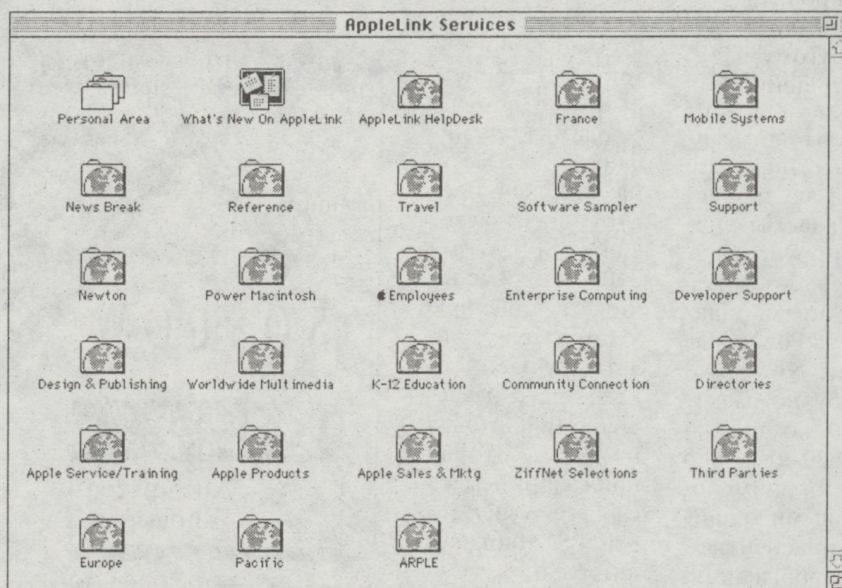 AppleLink Services
Personal Area What's New On AppleLink AppleLink HelpDesk France Mobile Systems
News Break Reference Travel Software Sampler Support
Newton Power Macintosh Employees Enterprise Computing Developer Support
Design & Publishing Worldwide Multimedia K-12 Education Community Connection Directories
Apple Service/Training Apple Products Apple Sales & Mktg ZiffNet Selections Third Parties
Europe Pacific ARPLE